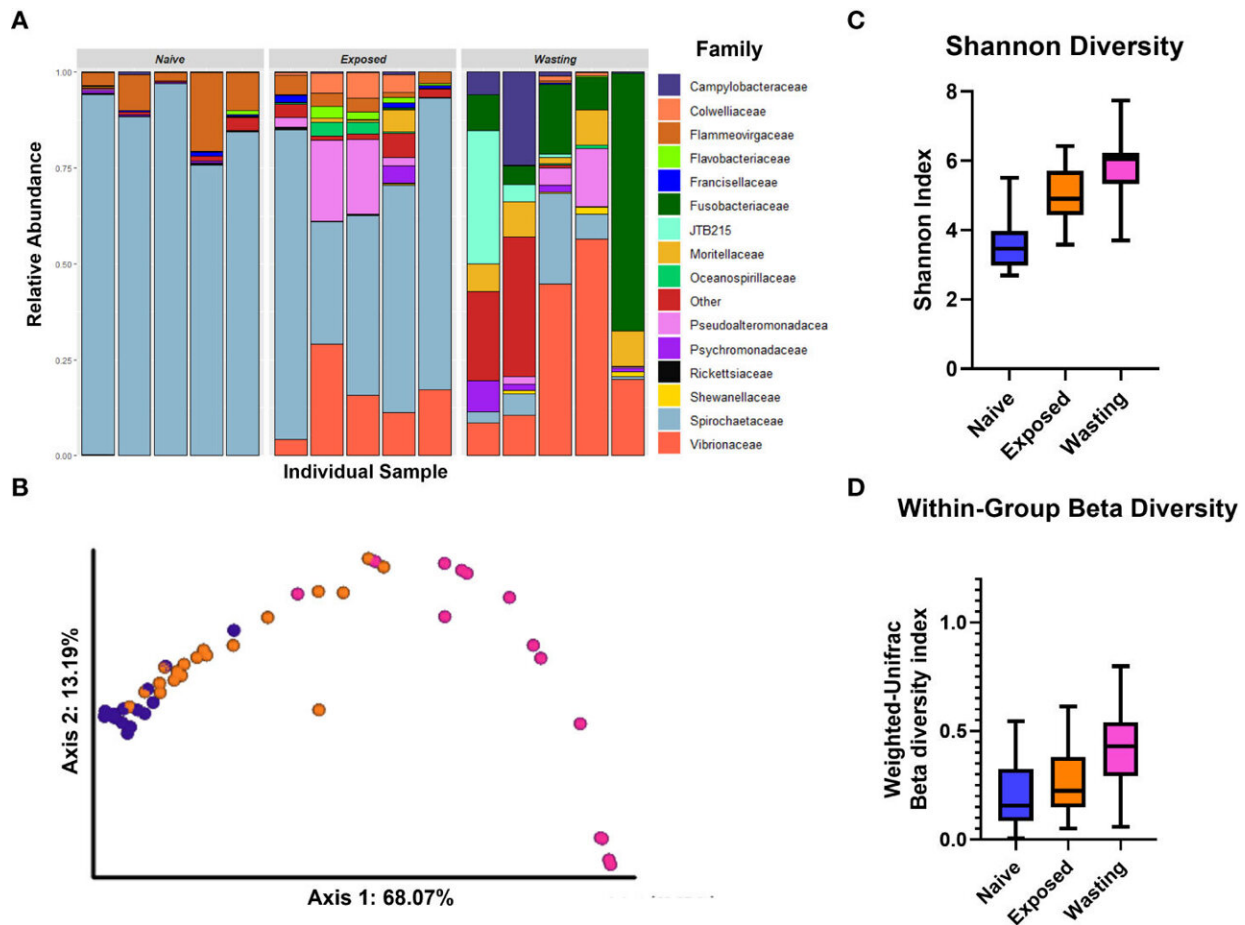 A
Naive
Exposed
Wasting
Relative Abundance
1.00
0.75
0.50
0.25
0.00
Individual Sample
Family
Campylobacteraceae
Colwelliaceae
Flammeovirgaceae
Flavobacteriaceae
Francisellaceae
Fusobacteriaceae
JTB215
Moritellaceae
Oceanospirillaceae
Other
Pseudoalteromonadacea
Psychromonadaceae
Rickettsiaceae
Shewanellaceae
Spirochaetaceae
Vibrionaceae
B
Axis 2: 13.19%
Axis 1: 68.07%
C
Shannon Diversity
Shannon Index
8
6
4
2
0
Naive
Exposed
Wasting
D
Within-Group Beta Diversity
Weighted-Unifrac
Beta diversity index
1.0
0.5
0.0
Naive
Exposed
Wasting